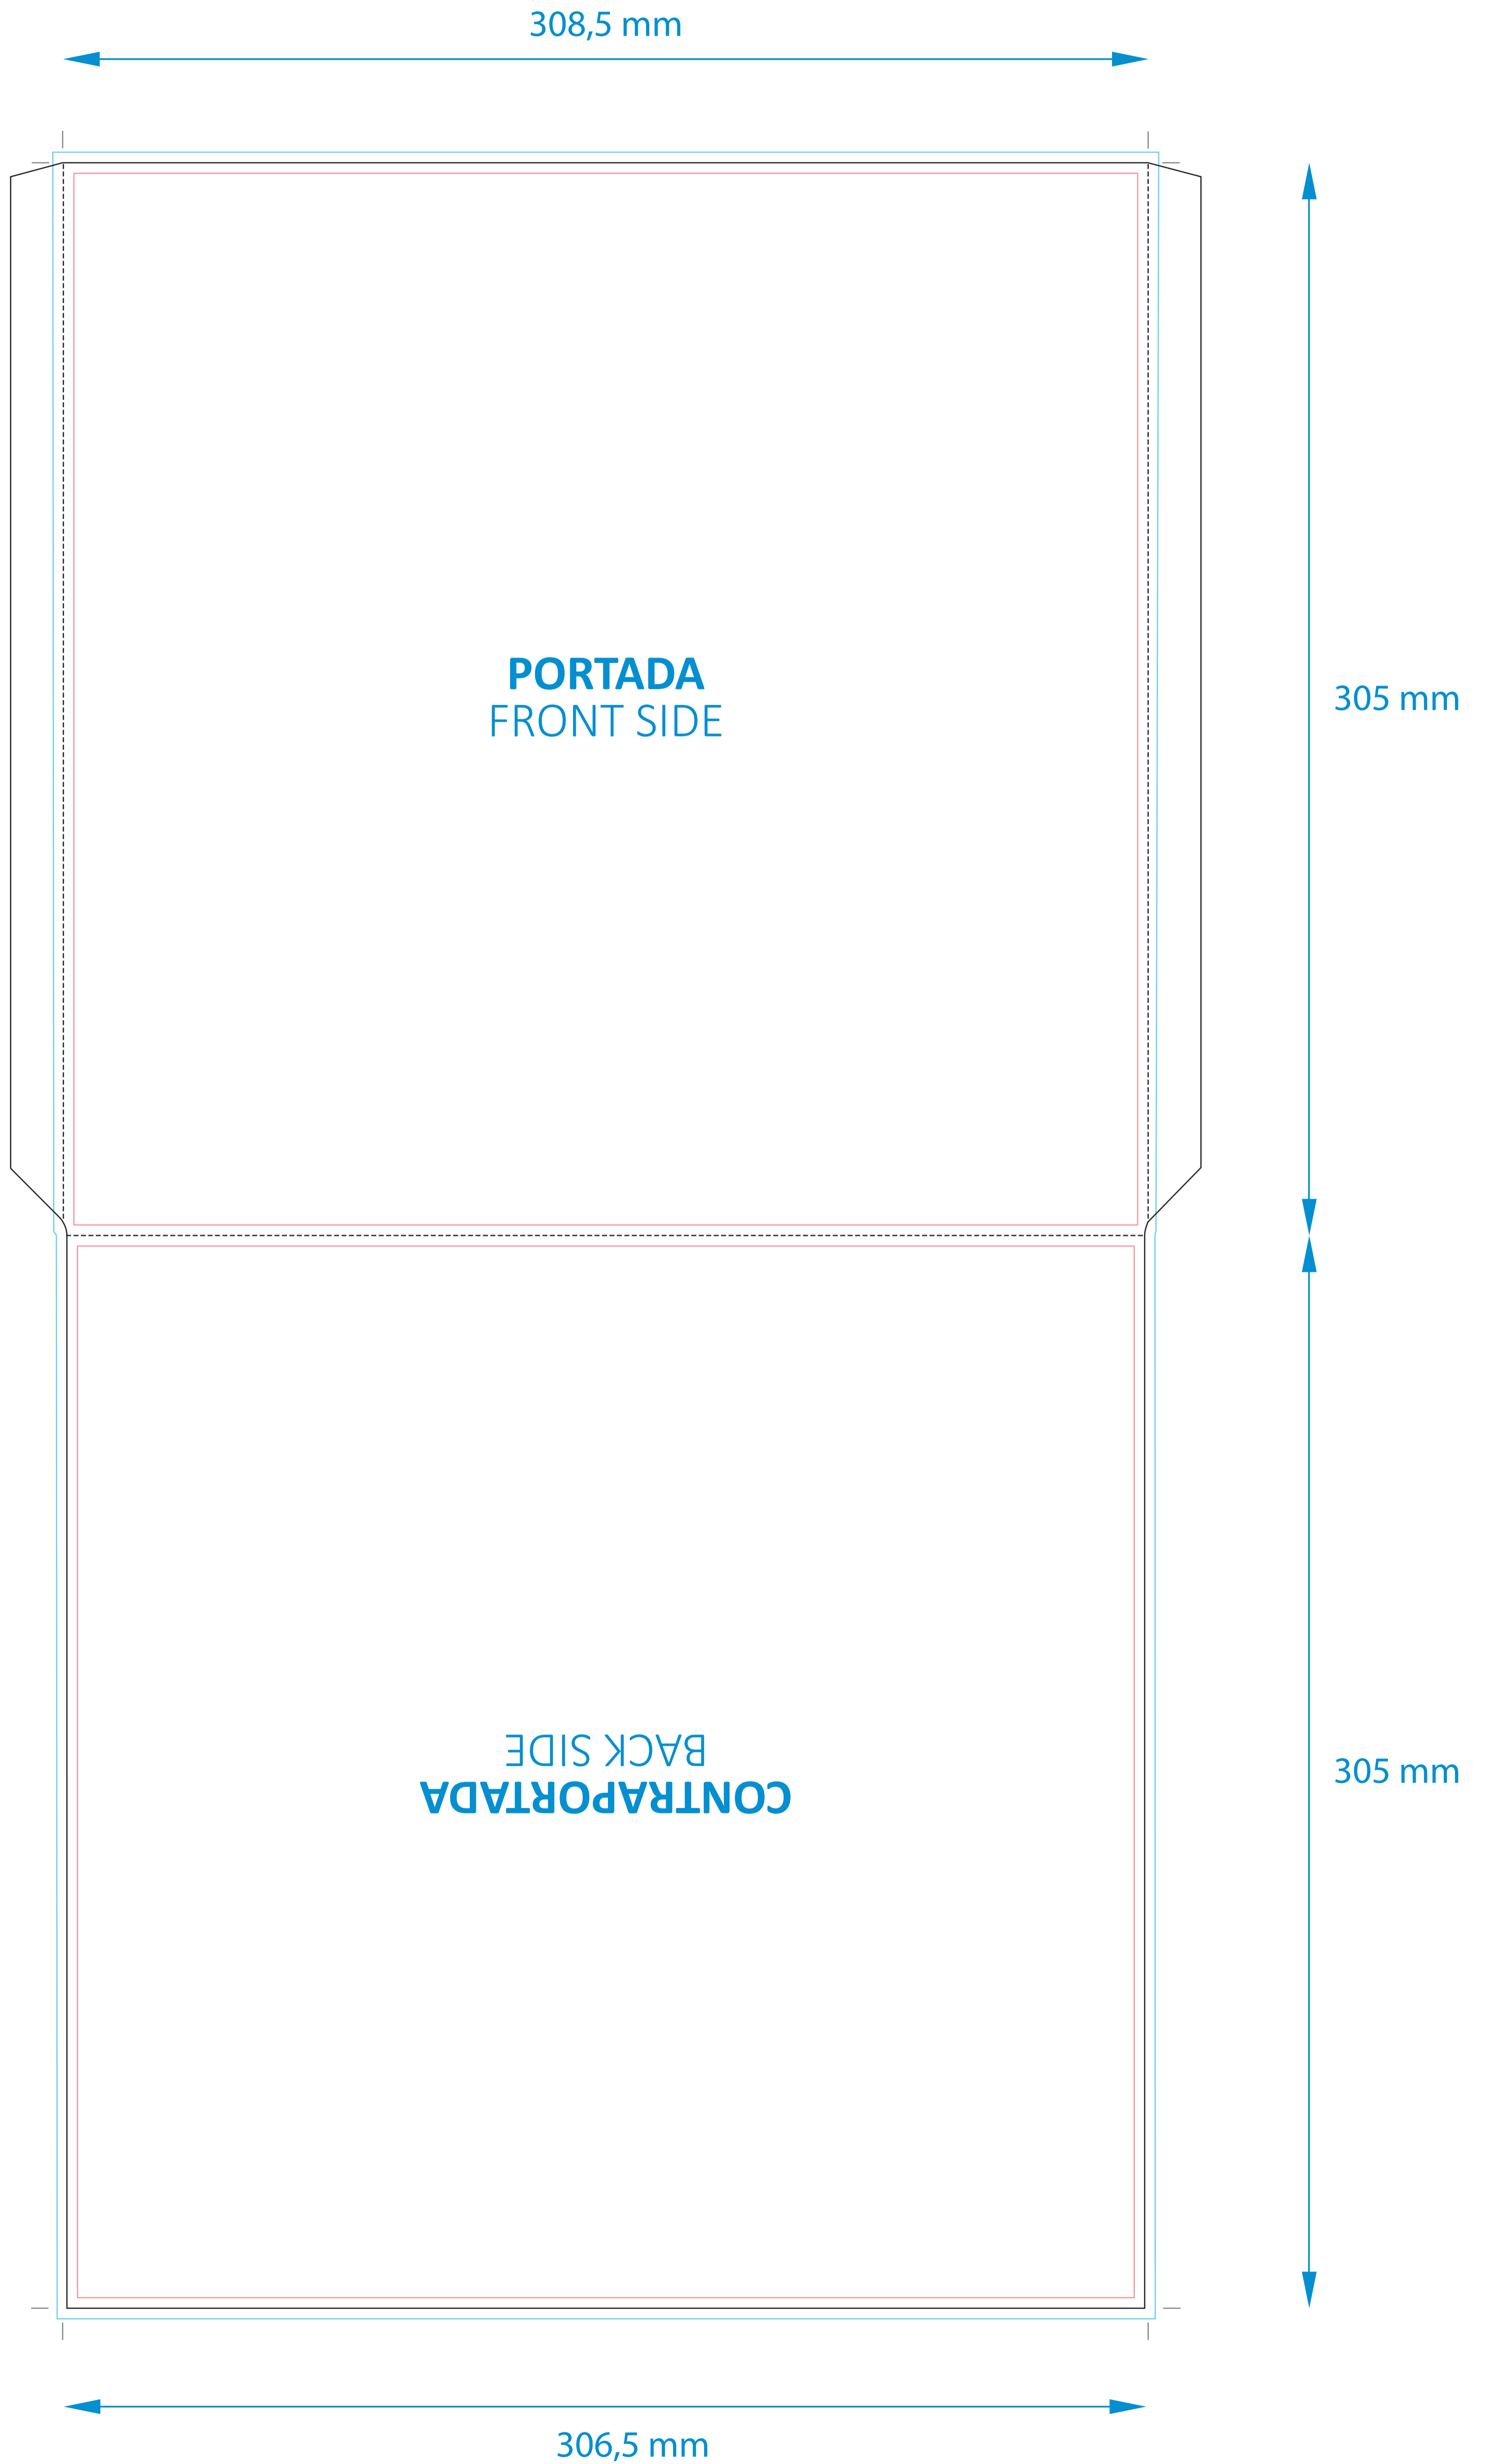 308,5 mm
PORTADA
FRONT SIDE
305 mm
CONTRAPORTADA
BACK SIDE
305 mm
306,5 mm